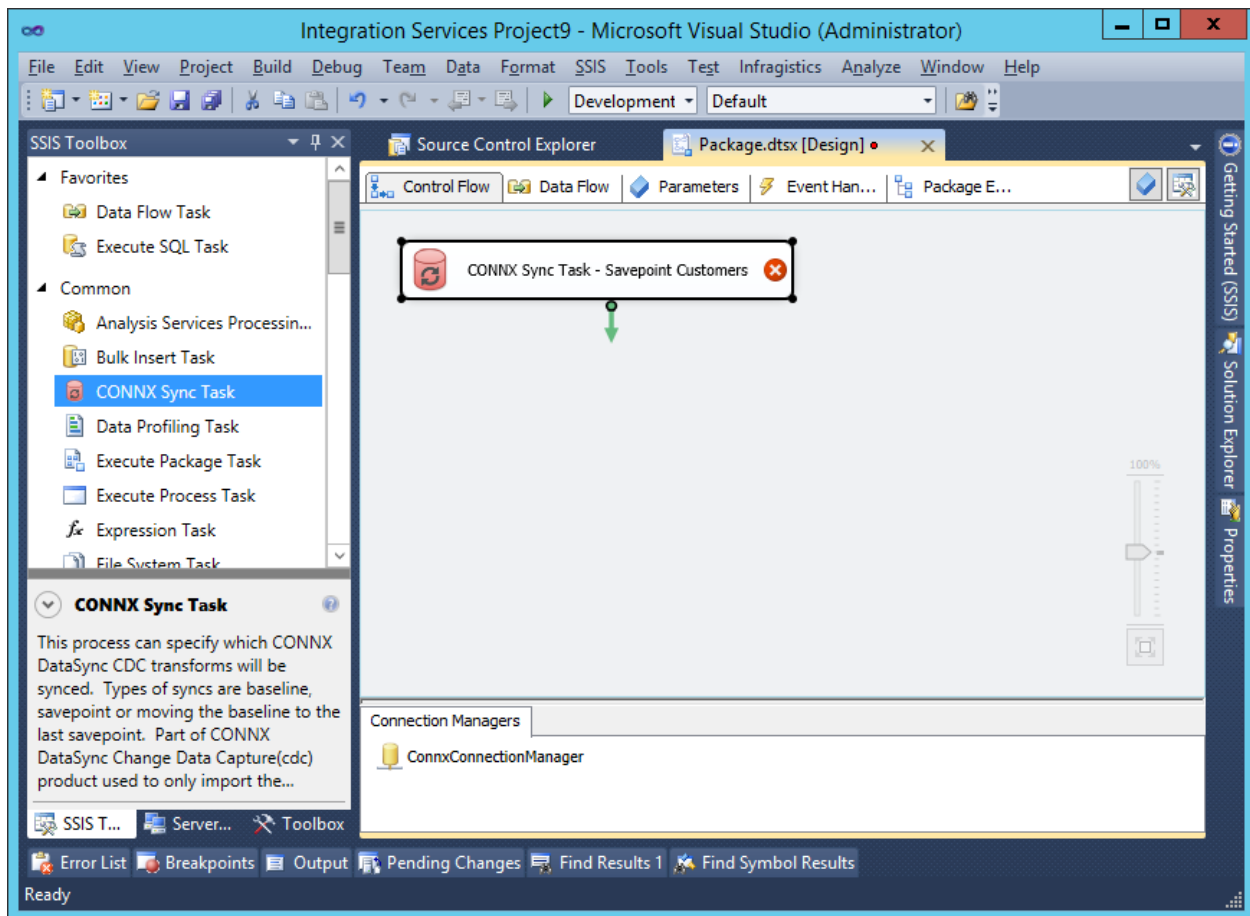 Integration Services Project9 - Microsoft Visual Studio (Administrator)
File Edit View Project Build Debug Team Data Format SSIS Tools Test Infragistics Analyze Window Help
Development Default
SSIS Toolbox
Favorites
Data Flow Task
Execute SQL Task
Common
Analysis Services Processin...
Bulk Insert Task
CONNX Sync Task
Data Profiling Task
Execute Package Task
Execute Process Task
Expression Task
File System Task
CONNX Sync Task
This process can specify which CONNX
DataSync CDC transforms will be
synced. Types of syncs are baseline,
savepoint or moving the baseline to the
last savepoint. Part of CONNX
DataSync Change Data Capture(cdc)
product used to only import the...
SSIS T... Server... Toolbox
Source Control Explorer Package.dtsx [Design]
Control Flow Data Flow Parameters Event Han... Package E...
CONNX Sync Task - Savepoint Customers
100%
Connection Managers
ConnxConnectionManager
Getting Started (SSIS)
Solution Explorer
Properties
Error List Breakpoints Output Pending Changes Find Results 1 Find Symbol Results
Ready